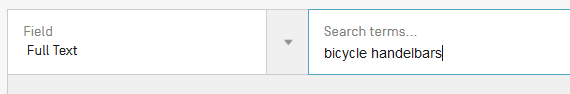 Field
Full Text
Search terms...
bicycle handelbars